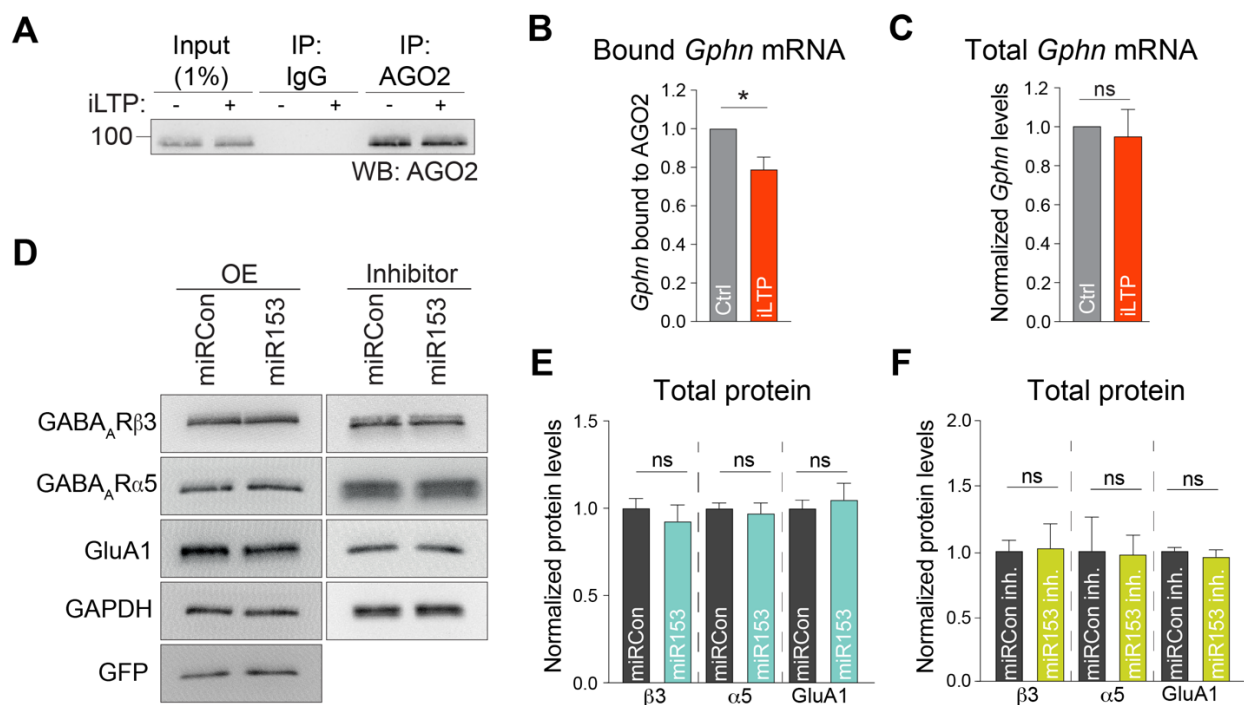 A
Input
(1%)
IP:
IgG
IP:
AGO2
iLTP: - + - + - +
100
WB: AGO2
B
Bound Gphn mRNA
Gphn bound to AGO2
1.0
0.8
0.6
0.4
0.2
0.0
*
Ctrl
iLTP
C
Total Gphn mRNA
Normalized Gphn levels
1.2
1.0
0.8
0.6
0.4
0.2
0.0
ns
Ctrl
iLTP
D
OE Inhibitor
miRCon miR153 miRCon miR153
GABAARβ3
GABAARα5
GluA1
GAPDH
GFP
E
Total protein
Normalized protein levels
1.5
1.0
0.5
0.0
ns ns ns
miRCon miR153 miRCon miR153 miRCon miR153
β3 α5 GluA1
F
Total protein
Normalized protein levels
2.0
1.5
1.0
0.5
0.0
ns ns ns
miRCon inh. miR153 inh. miRCon inh. miR153 inh. miRCon inh. miR153 inh.
β3 α5 GluA1